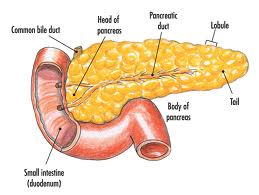 Common bile duct
Head of
pancreas
Pancreatic
duct
Lobule
Tail
Body of
pancreas
Small intestine
(duodenum)